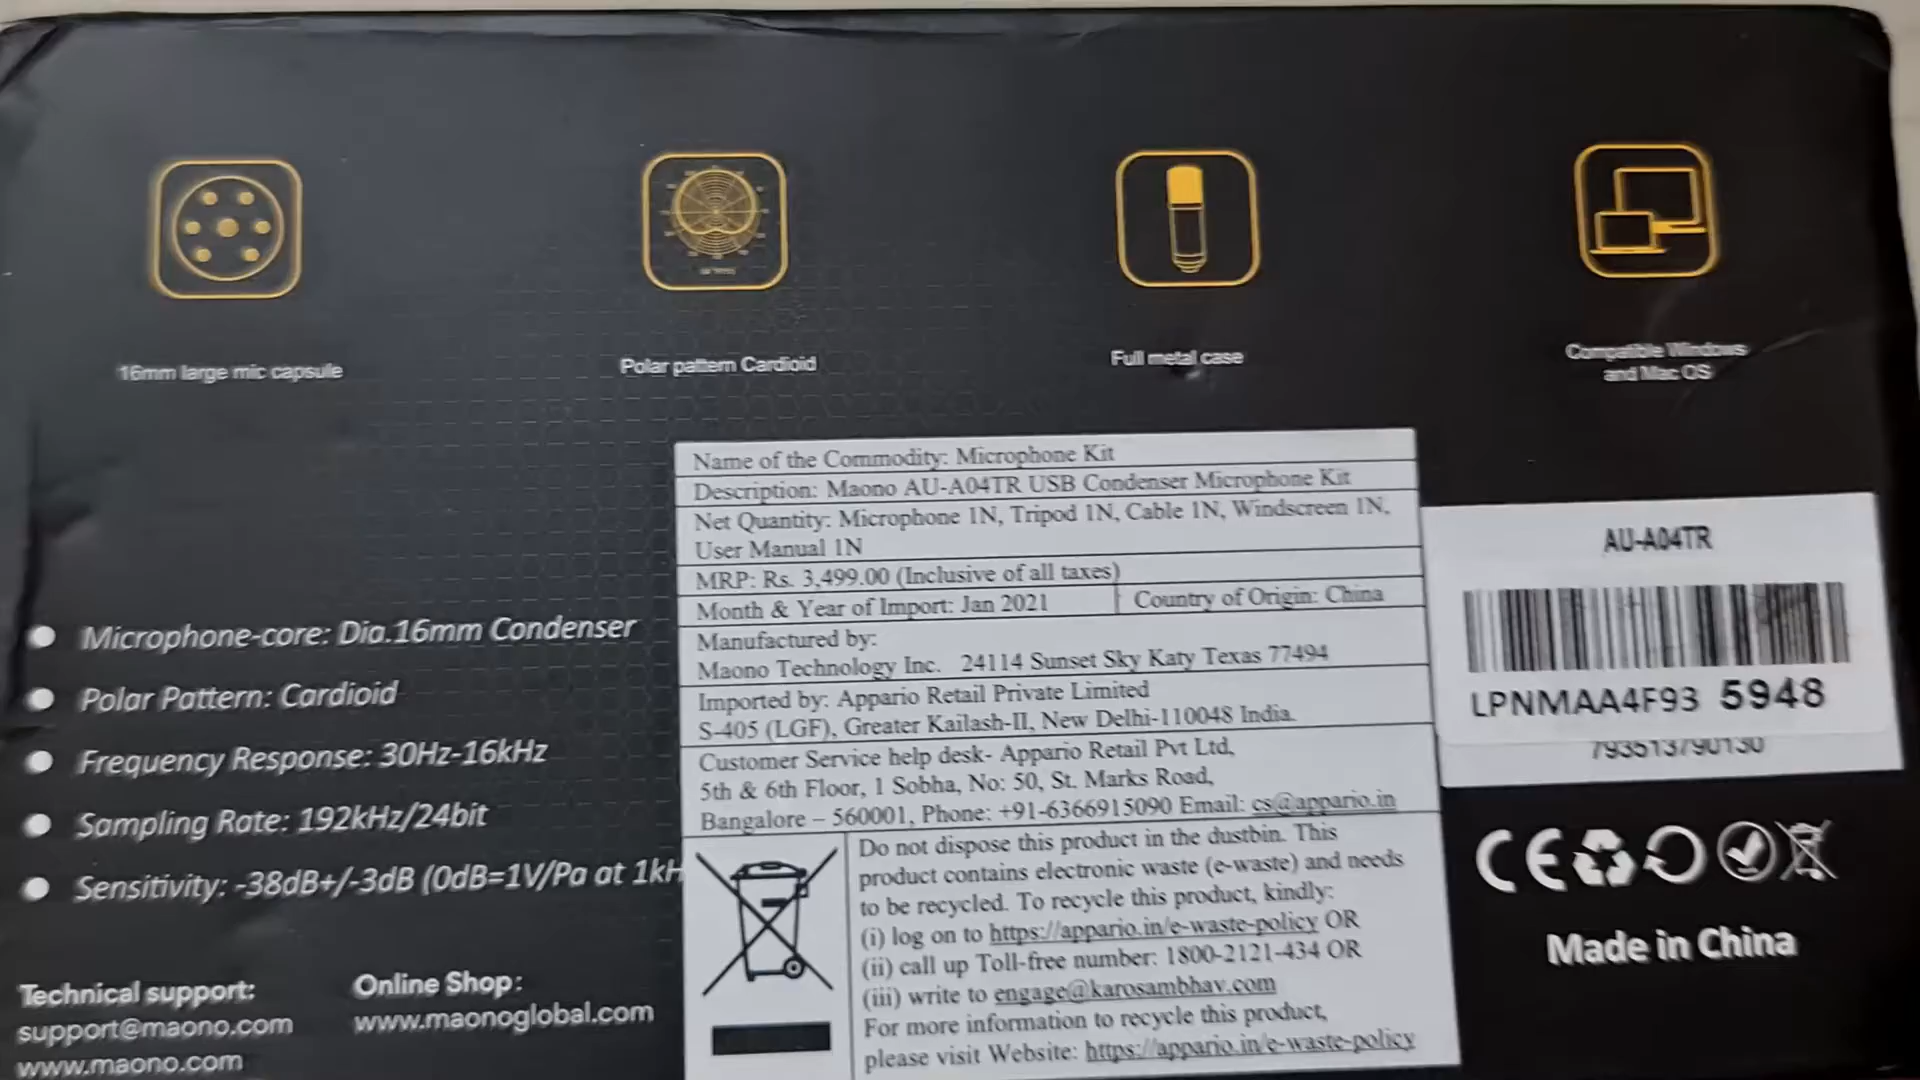 16mm large mic capsule
Polar pattern Cardioid
Full metal case
Compatible Windows
and Mac OS
Microphone-core: Dia.16mm Condenser
Polar Pattern: Cardioid
Frequency Response: 30Hz-16kHz
Sampling Rate: 192kHz/24bit
Sensitivity: -38dB+/-3dB (0dB=1V/Pa at 1kH
Technical support:
support@maono.com
www.maono.com
Online Shop:
www.maonoglobal.com
Name of the Commodity: Microphone Kit
Description: Maono AU-A04TR USB Condenser Microphone Kit
Net Quantity: Microphone 1N, Tripod 1N, Cable 1N, Windscreen 1N,
User Manual 1N
MRP: Rs. 3,499.00 (Inclusive of all taxes)
Month & Year of Import: Jan 2021
Country of Origin: China
Manufactured by:
Maono Technology Inc. 24114 Sunset Sky Katy Texas 77494
Imported by: Appario Retail Private Limited
S-405 (LGF), Greater Kailash-II, New Delhi-110048 India.
Customer Service help desk- Appario Retail Pvt Ltd,
5th & 6th Floor, 1 Sobha, No: 50, St. Marks Road,
Bangalore – 560001, Phone: +91-6366915090 Email: cs@appario.in
Do not dispose this product in the dustbin. This
product contains electronic waste (e-waste) and needs
to be recycled. To recycle this product, kindly:
(i) log on to https://appario.in/e-waste-policy OR
(ii) call up Toll-free number: 1800-2121-434 OR
(iii) write to engage@karosambhav.com
For more information to recycle this product,
please visit Website: https://appario.in/e-waste-policy
AU-A04TR
LPNMAA4F93 5948
793513790130
CE
Made in China